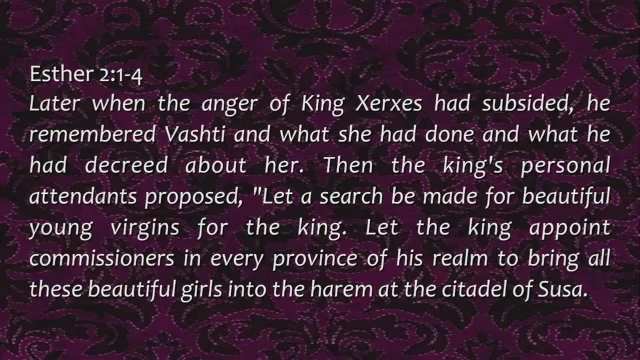 Esther 2:1-4
Later when the anger of King Xerxes had subsided, he
remembered Vashti and what she had done and what he
had decreed about her. Then the king's personal
attendants proposed, "Let a search be made for beautiful
young virgins for the king. Let the king appoint
commissioners in every province of his realm to bring all
these beautiful girls into the harem at the citadel of Susa.